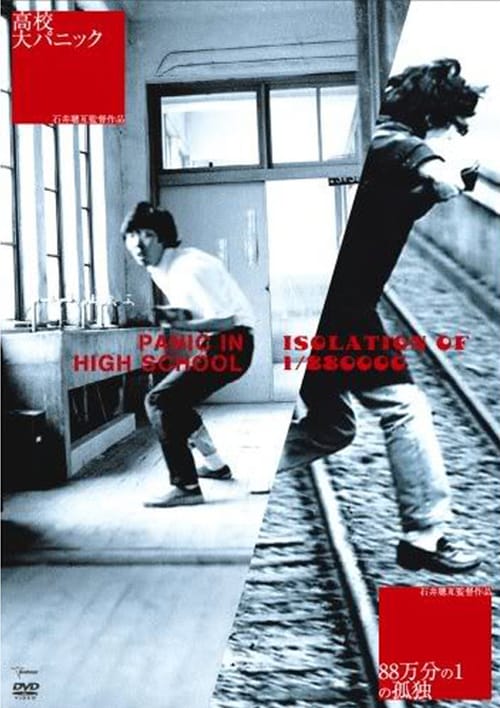 高校
大パニック
石井聰亙監督作品
PANIC IN
HIGH SCHOOL
ISOLATION OF
1/880000
石井聰亙監督作品
88万分の1
の孤独
DVD
VIDEO